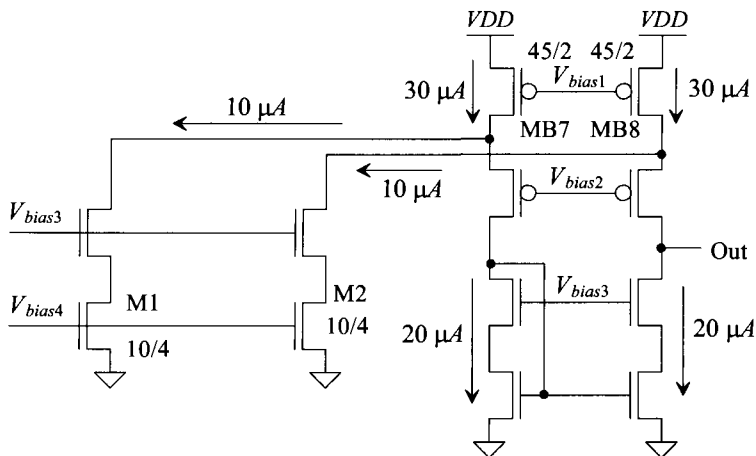 VDD VDD
45/2 45/2
V_bias1
30 μA 30 μA
10 μA
MB7 MB8
V_bias2
10 μA
V_bias3
Out
V_bias3
V_bias4 M1 M2
20 μA 20 μA
10/4 10/4